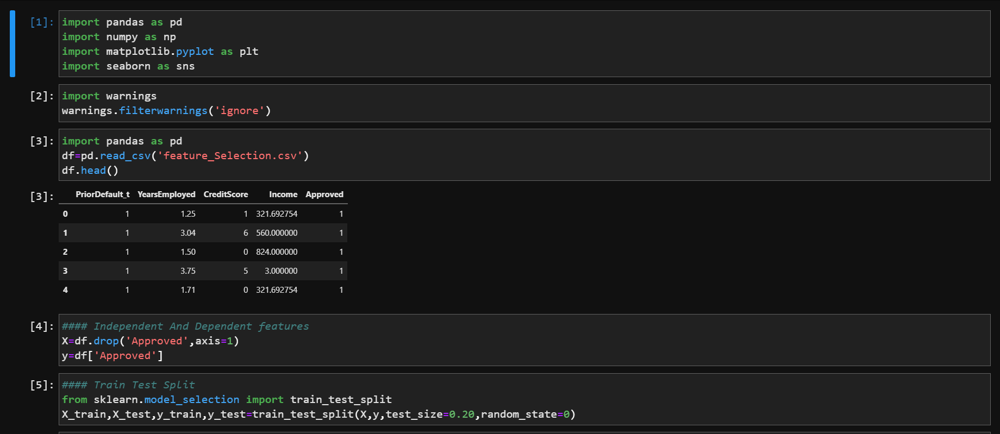 [1]: import pandas as pd
import numpy as np
import matplotlib.pyplot as plt
import seaborn as sns
[2]: import warnings
warnings.filterwarnings('ignore')
[3]: import pandas as pd
df=pd.read_csv('feature_Selection.csv')
df.head()
[3]: PriorDefault_t YearsEmployed CreditScore Income Approved
0 1 1.25 1 321.692754 1
1 1 3.04 6 560.000000 1
2 1 1.50 0 824.000000 1
3 1 3.75 5 3.000000 1
4 1 1.71 0 321.692754 1
[4]: #### Independent And Dependent features
X=df.drop('Approved',axis=1)
y=df['Approved']
[5]: #### Train Test Split
from sklearn.model_selection import train_test_split
X_train,X_test,y_train,y_test=train_test_split(X,y,test_size=0.20,random_state=0)